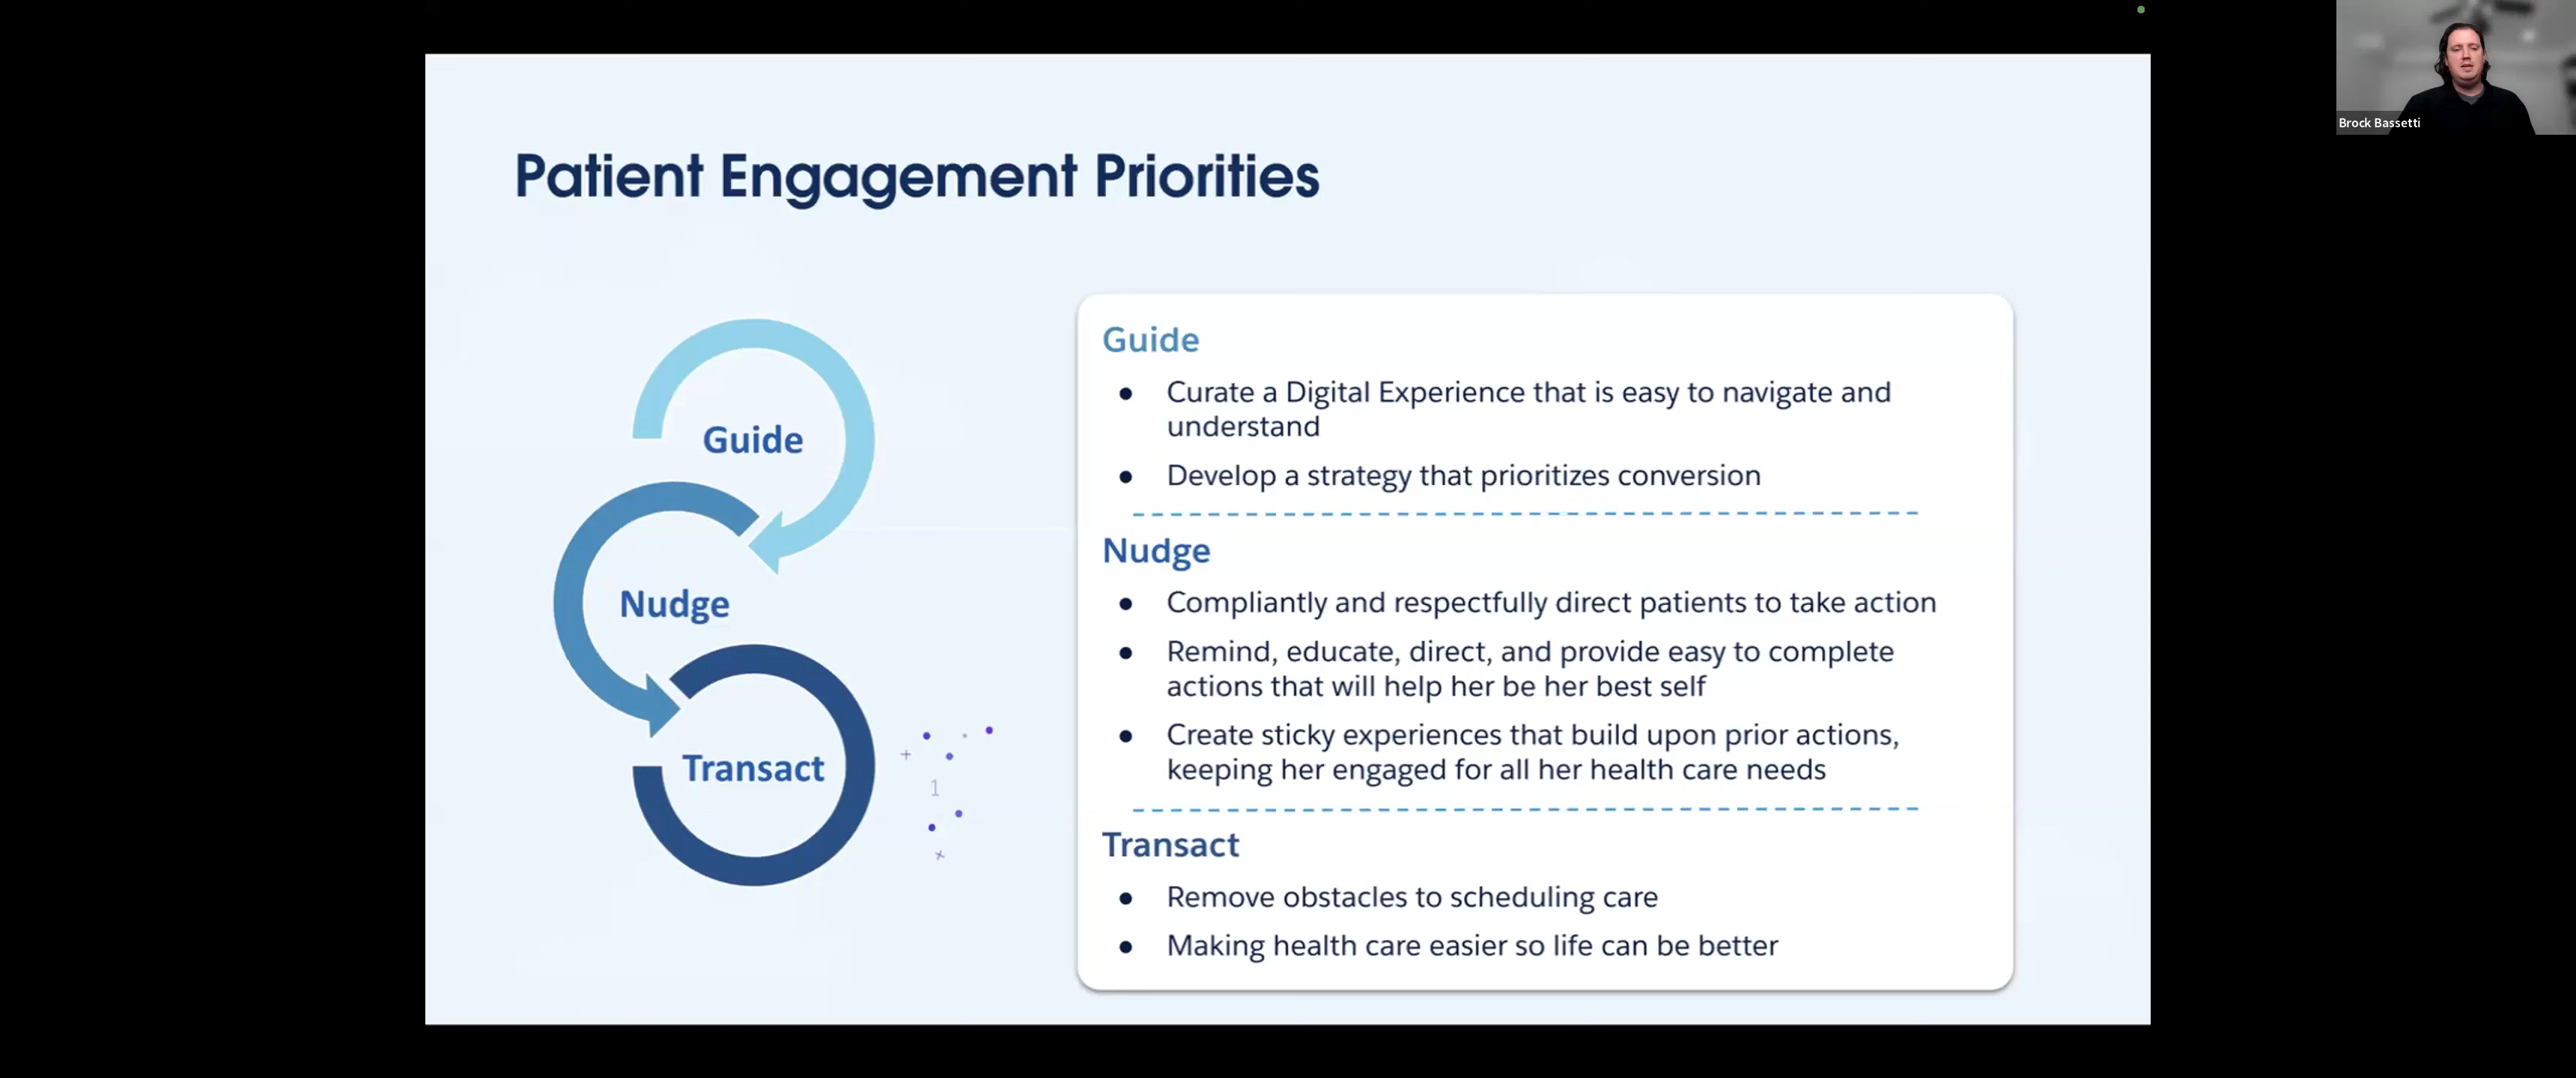 Patient Engagement Priorities
Guide
Nudge
Transact
1
Guide
● Curate a Digital Experience that is easy to navigate and
understand
● Develop a strategy that prioritizes conversion
Nudge
● Compliantly and respectfully direct patients to take action
● Remind, educate, direct, and provide easy to complete
actions that will help her be her best self
● Create sticky experiences that build upon prior actions,
keeping her engaged for all her health care needs
Transact
● Remove obstacles to scheduling care
● Making health care easier so life can be better
Brock Bassetti